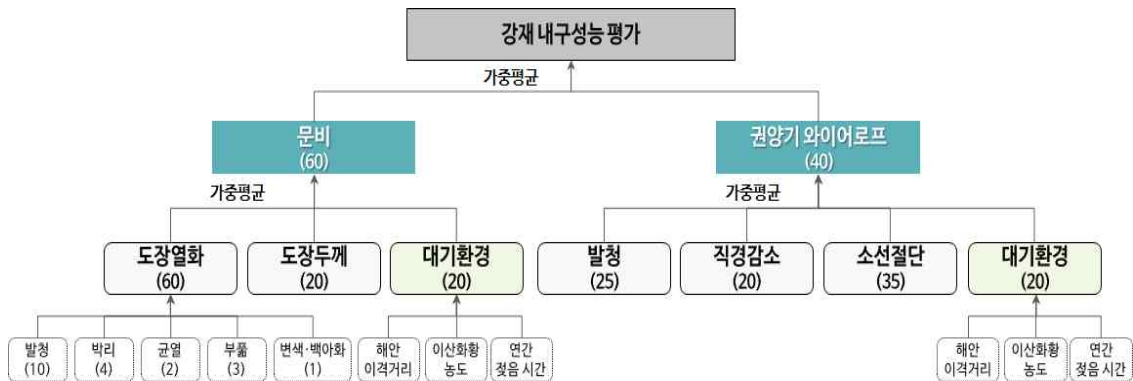 강재 내구성능 평가
가중평균
문비
(60)
권양기 와이어로프
(40)
가중평균
가중평균
도장열화
(60)
도장두께
(20)
대기환경
(20)
발청
(25)
직경감소
(20)
소선절단
(35)
대기환경
(20)
발청
(10)
박리
(4)
균열
(2)
부풂
(3)
변색·백아화
(1)
해안
이격거리
이산화황
농도
연간
젖음 시간
해안
이격거리
이산화황
농도
연간
젖음 시간